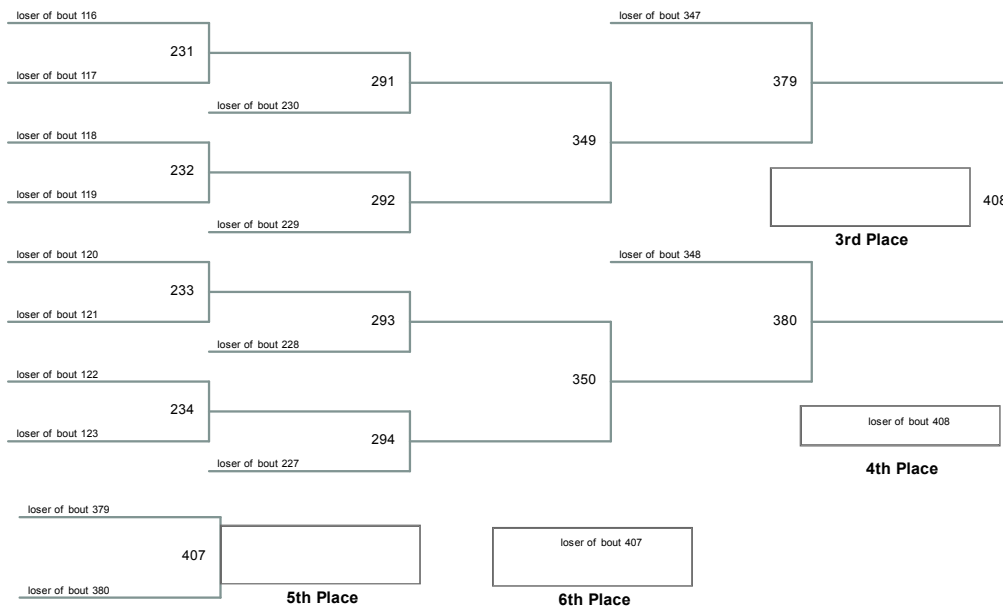 loser of bout 116
loser of bout 347
231
loser of bout 117
291
379
loser of bout 230
loser of bout 118
349
232
loser of bout 119
292
408
loser of bout 229
3rd Place
loser of bout 120
loser of bout 348
233
loser of bout 121
293
380
loser of bout 228
loser of bout 122
350
234
loser of bout 408
loser of bout 123
294
loser of bout 227
4th Place
loser of bout 379
407
loser of bout 407
loser of bout 380
5th Place
6th Place